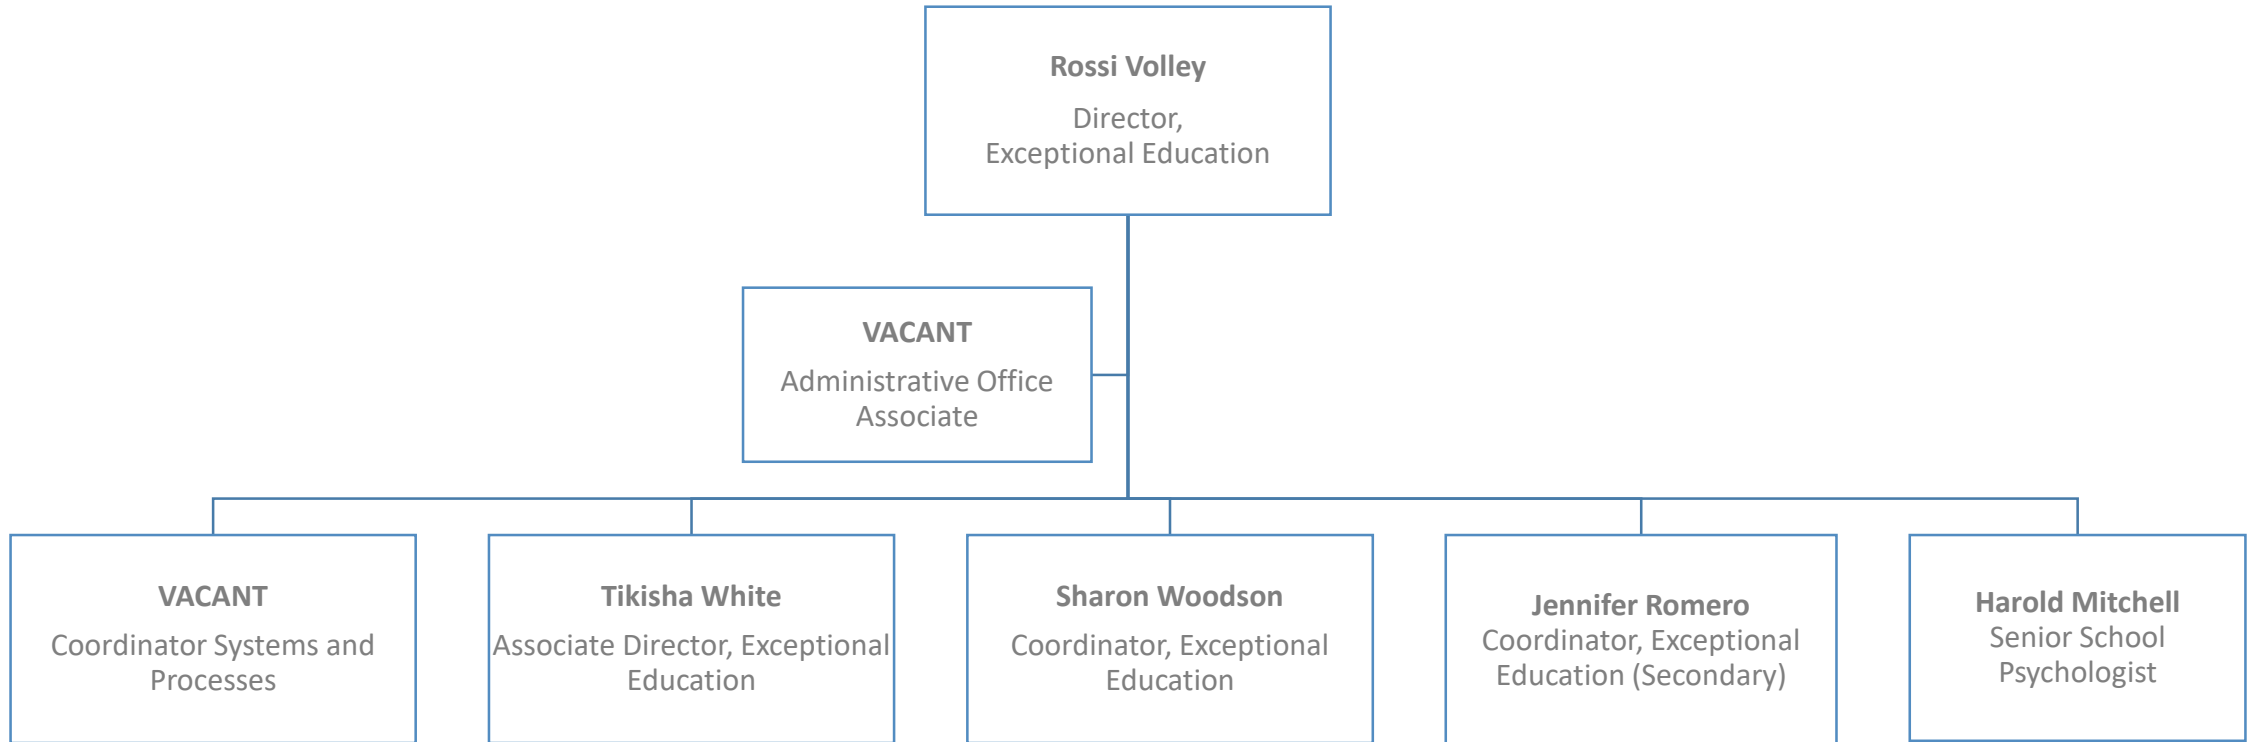 Rossi Volley
Director,
Exceptional Education
VACANT
Administrative Office
Associate
VACANT
Coordinator Systems and
Processes
Tikisha White
Associate Director, Exceptional
Education
Sharon Woodson
Coordinator, Exceptional
Education
Jennifer Romero
Coordinator, Exceptional
Education (Secondary)
Harold Mitchell
Senior School
Psychologist